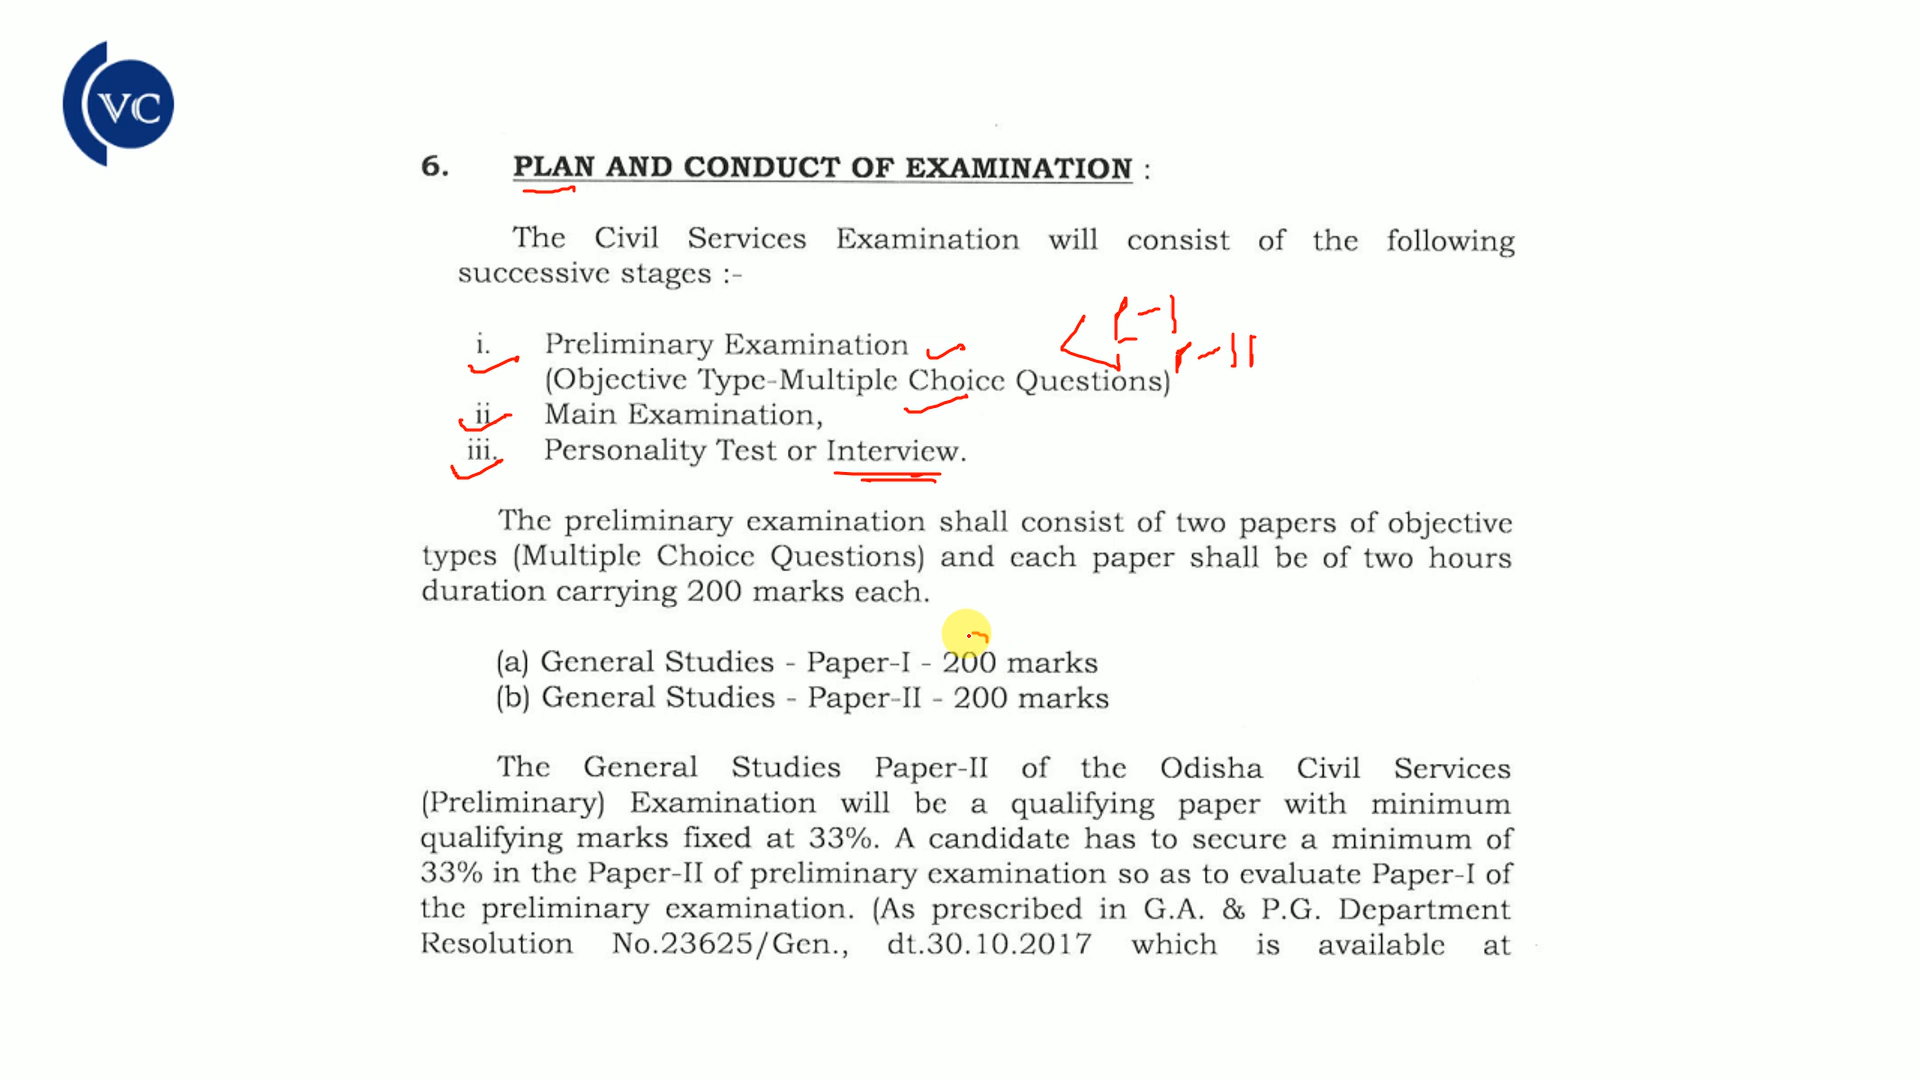 VC
6. PLAN AND CONDUCT OF EXAMINATION :
The Civil Services Examination will consist of the following
successive stages :-
P-I
i. Preliminary Examination
P-II
(Objective Type-Multiple Choice Questions)
ii Main Examination,
iii. Personality Test or Interview.
The preliminary examination shall consist of two papers of objective
types (Multiple Choice Questions) and each paper shall be of two hours
duration carrying 200 marks each.
(a) General Studies - Paper-I - 200 marks
(b) General Studies - Paper-II - 200 marks
The General Studies Paper-II of the Odisha Civil Services
(Preliminary) Examination will be a qualifying paper with minimum
qualifying marks fixed at 33%. A candidate has to secure a minimum of
33% in the Paper-II of preliminary examination so as to evaluate Paper-I of
the preliminary examination. (As prescribed in G.A. & P.G. Department
Resolution No.23625/Gen., dt.30.10.2017 which is available at